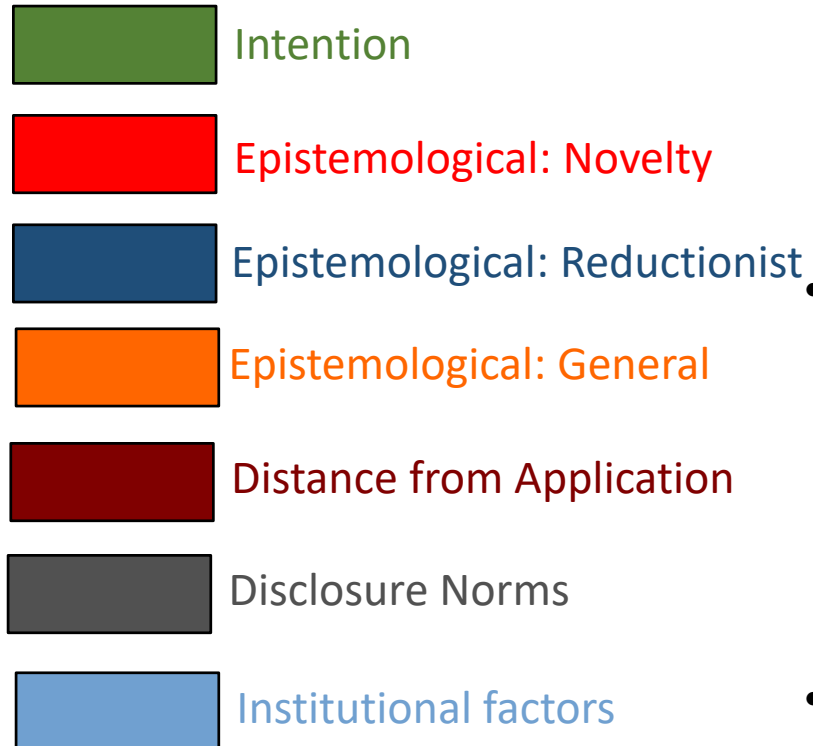 Intention
Epistemological: Novelty
Epistemological: Reductionist
Epistemological: General
Distance from Application
Disclosure Norms
Institutional factors